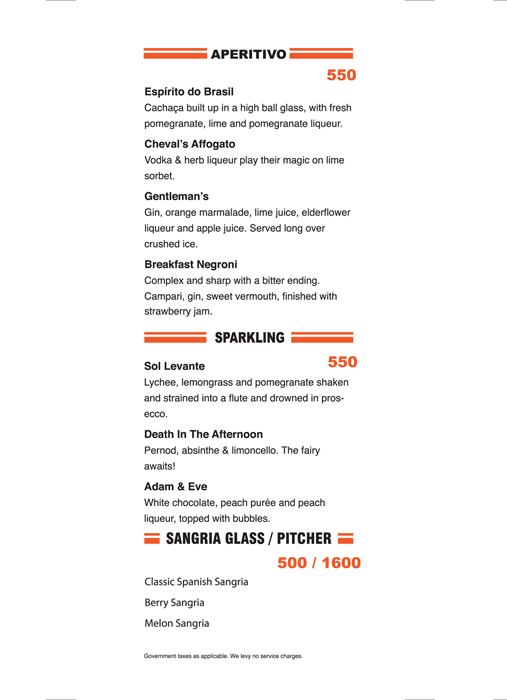 APERITIVO
550
Espírito do Brasil
Cachaça built up in a high ball glass, with fresh
pomegranate, lime and pomegranate liqueur.
Cheval's Affogato
Vodka & herb liqueur play their magic on lime
sorbet.
Gentleman's
Gin, orange marmalade, lime juice, elderflower
liqueur and apple juice. Served long over
crushed ice.
Breakfast Negroni
Complex and sharp with a bitter ending.
Campari, gin, sweet vermouth, finished with
strawberry jam.
SPARKLING
550
Sol Levante
Lychee, lemongrass and pomegranate shaken
and strained into a flute and drowned in pros-
ecco.
Death In The Afternoon
Pernod, absinthe & limoncello. The fairy
awaits!
Adam & Eve
White chocolate, peach purée and peach
liqueur, topped with bubbles.
SANGRIA GLASS / PITCHER
500 / 1600
Classic Spanish Sangria
Berry Sangria
Melon Sangria
Government taxes as applicable. We levy no service charges.